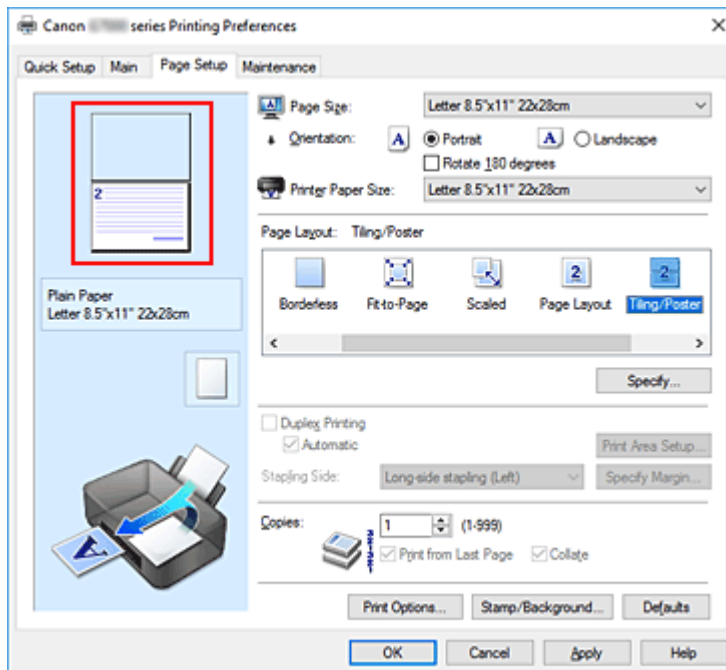 Canon series Printing Preferences
Quick Setup Main Page Setup Maintenance
2
Plain Paper
Letter 8.5"x11" 22x28cm
A
Page Size: Letter 8.5"x11" 22x28cm
Orientation: A Portrait A Landscape
Rotate 180 degrees
Printer Paper Size: Letter 8.5"x11" 22x28cm
Page Layout: Tiling/Poster
2 2
Borderless Fit-to-Page Scaled Page Layout Tiling/Poster
Specify...
Duplex Printing
Automatic Print Area Setup...
Stapling Side: Long-side stapling (Left) Specify Margin...
Copies: 1 (1-999)
Print from Last Page Collate
Print Options... Stamp/Background... Defaults
OK Cancel Apply Help